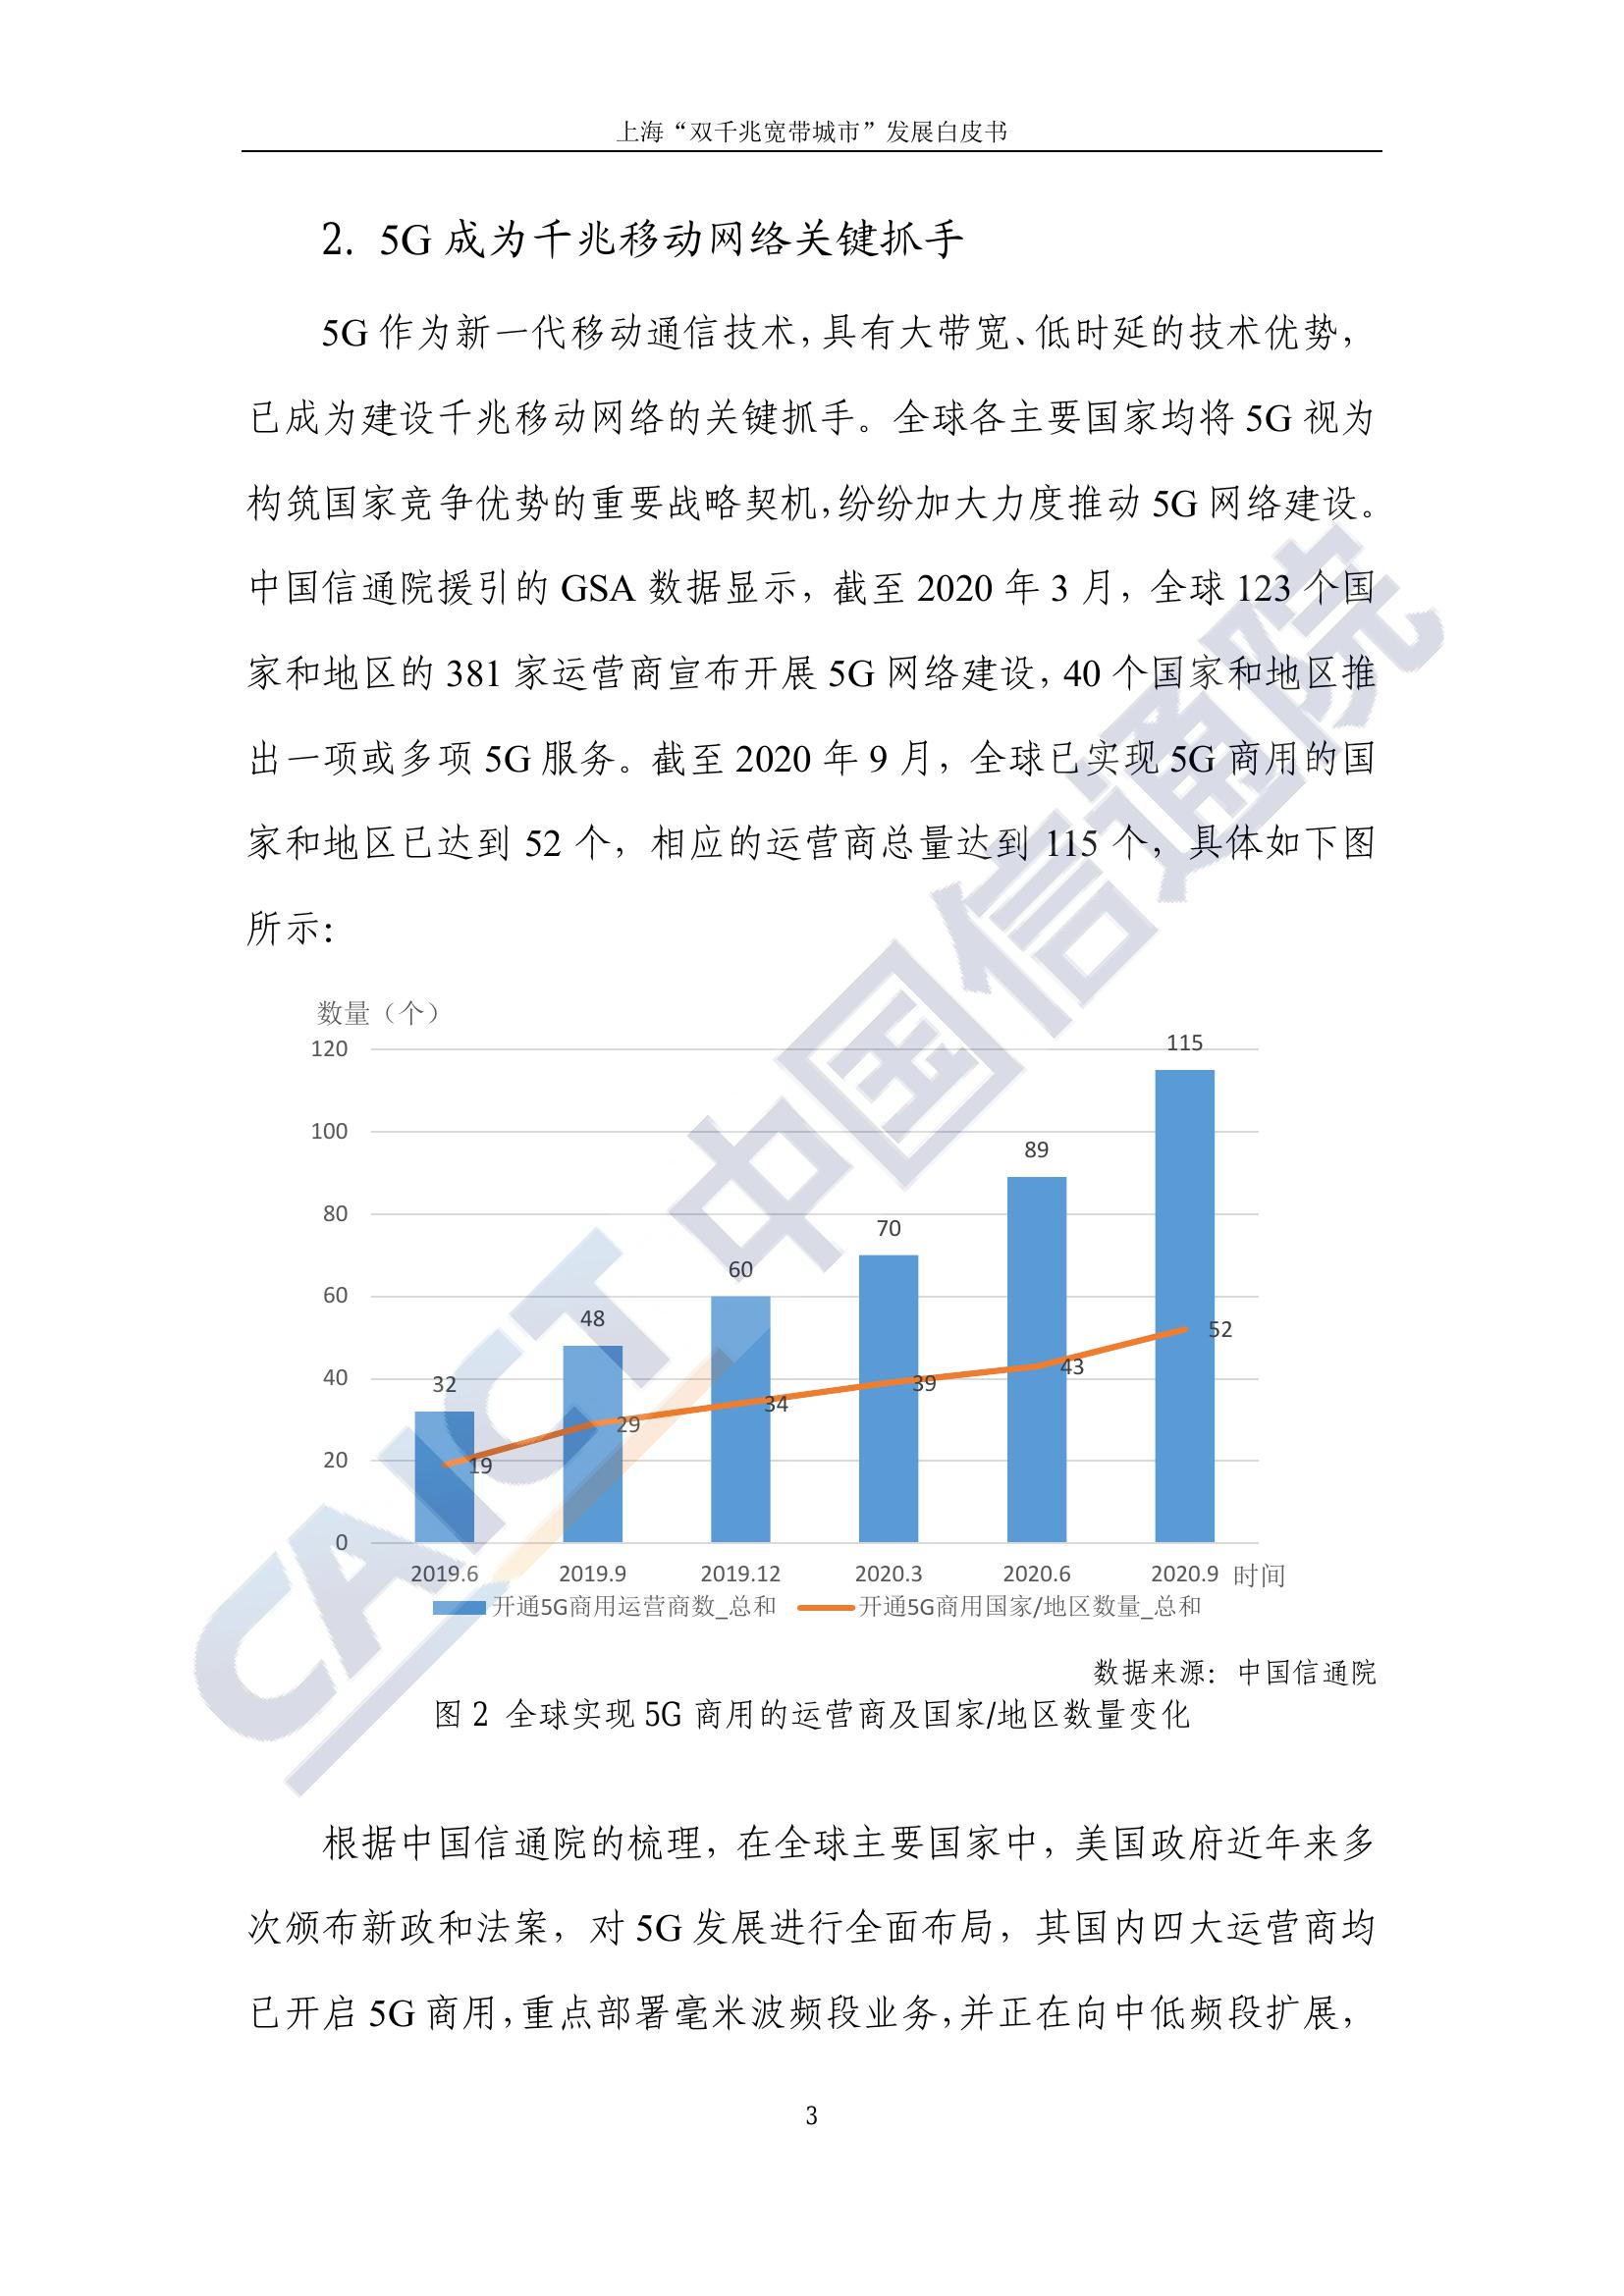 上海“双千兆宽带城市”发展白皮书
2. 5G 成为千兆移动网络关键抓手
5G 作为新一代移动通信技术，具有大带宽、低时延的技术优势，
已成为建设千兆移动网络的关键抓手。全球各主要国家均将 5G 视为
构筑国家竞争优势的重要战略契机，纷纷加大力度推动 5G 网络建设。
中国信通院援引的 GSA 数据显示，截至 2020 年 3 月，全球 123 个国
家和地区的 381 家运营商宣布开展 5G 网络建设，40 个国家和地区推
出一项或多项 5G 服务。截至 2020 年 9 月，全球已实现 5G 商用的国
家和地区已达到 52 个，相应的运营商总量达到 115 个，具体如下图
所示：
数量（个）
120
100
80
60
40
20
0
32
48
60
70
89
115
19
29
34
39
43
52
2019.6 2019.9 2019.12 2020.3 2020.6 2020.9 时间
开通5G商用运营商数_总和 开通5G商用国家/地区数量_总和
数据来源：中国信通院
图 2 全球实现 5G 商用的运营商及国家/地区数量变化
根据中国信通院的梳理，在全球主要国家中，美国政府近年来多
次颁布新政和法案，对 5G 发展进行全面布局，其国内四大运营商均
已开启 5G 商用，重点部署毫米波频段业务，并正在向中低频段扩展，
3
CAICT 中国信通院